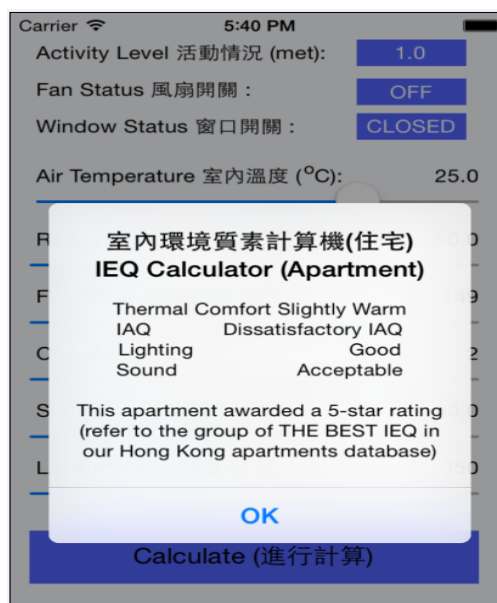 Carrier 5:40 PM
Activity Level 活動情況 (met): 1.0
Fan Status 風扇開關 : OFF
Window Status 窗口開關 : CLOSED
Air Temperature 室內溫度 (°C): 25.0
室內環境質素計算機(住宅)
IEQ Calculator (Apartment)
Thermal Comfort Slightly Warm
IAQ Dissatisfactory IAQ
Lighting Good
Sound Acceptable
This apartment awarded a 5-star rating
(refer to the group of THE BEST IEQ in
our Hong Kong apartments database)
OK
Calculate (進行計算)